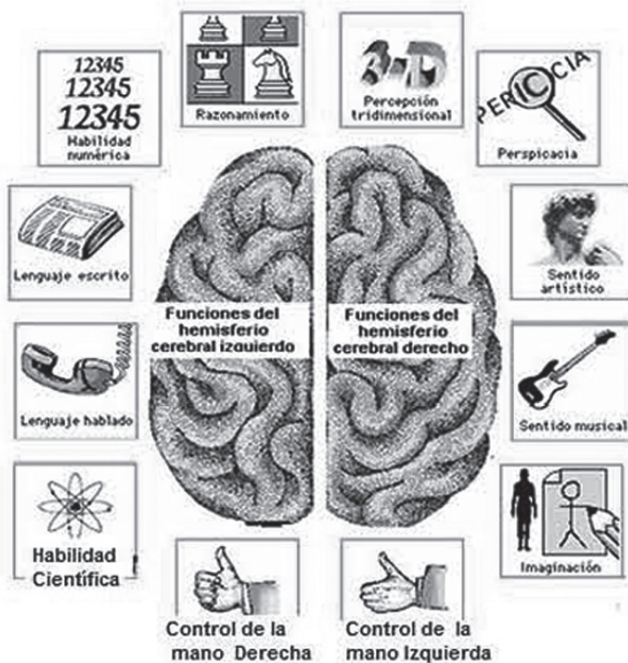 12345
12345
12345
Habilidad
numérica
Razonamiento
3-D
Percepción
tridimensional
PERICCIA
Perspicacia
Lenguaje escrito
Sentido
artístico
Funciones del
hemisferio
cerebral izquierdo
Funciones del
hemisferio
cerebral derecho
Lenguaje hablado
Sentido musical
Habilidad
Científica
Imaginación
Control de la
mano Derecha
Control de la
mano Izquierda